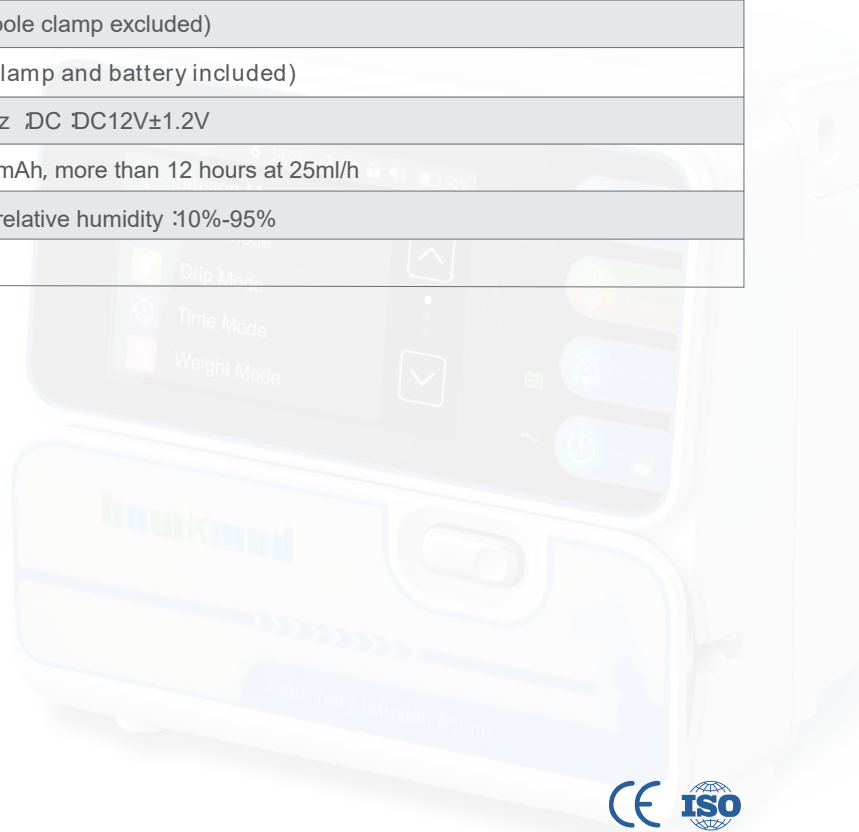 pole clamp excluded)
lamp and battery included)
z ;DC :DC12V±1.2V
mAh, more than 12 hours at 25ml/h
relative humidity :10%-95%
Drip Mode
Time Mode
Weight Mode
howkmed
Veterinary Infusion Pump
CE ISO